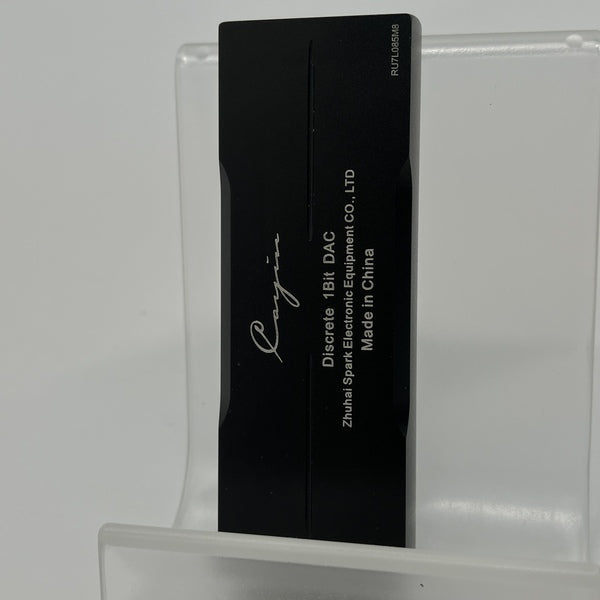 RU7L085M8
Cayin
Discrete 1Bit DAC
Zhuhai Spark Electronic Equipment CO., LTD
Made in China